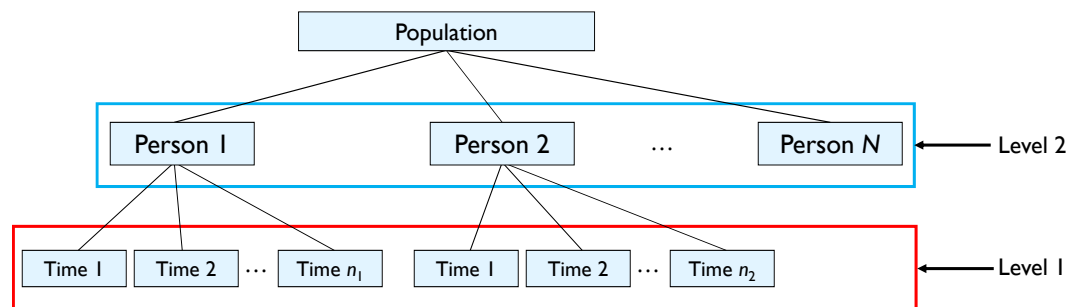 Population
Person 1 Person 2 ... Person N Level 2
Time 1 Time 2 ... Time n₁ Time 1 Time 2 ... Time n₂ Level 1